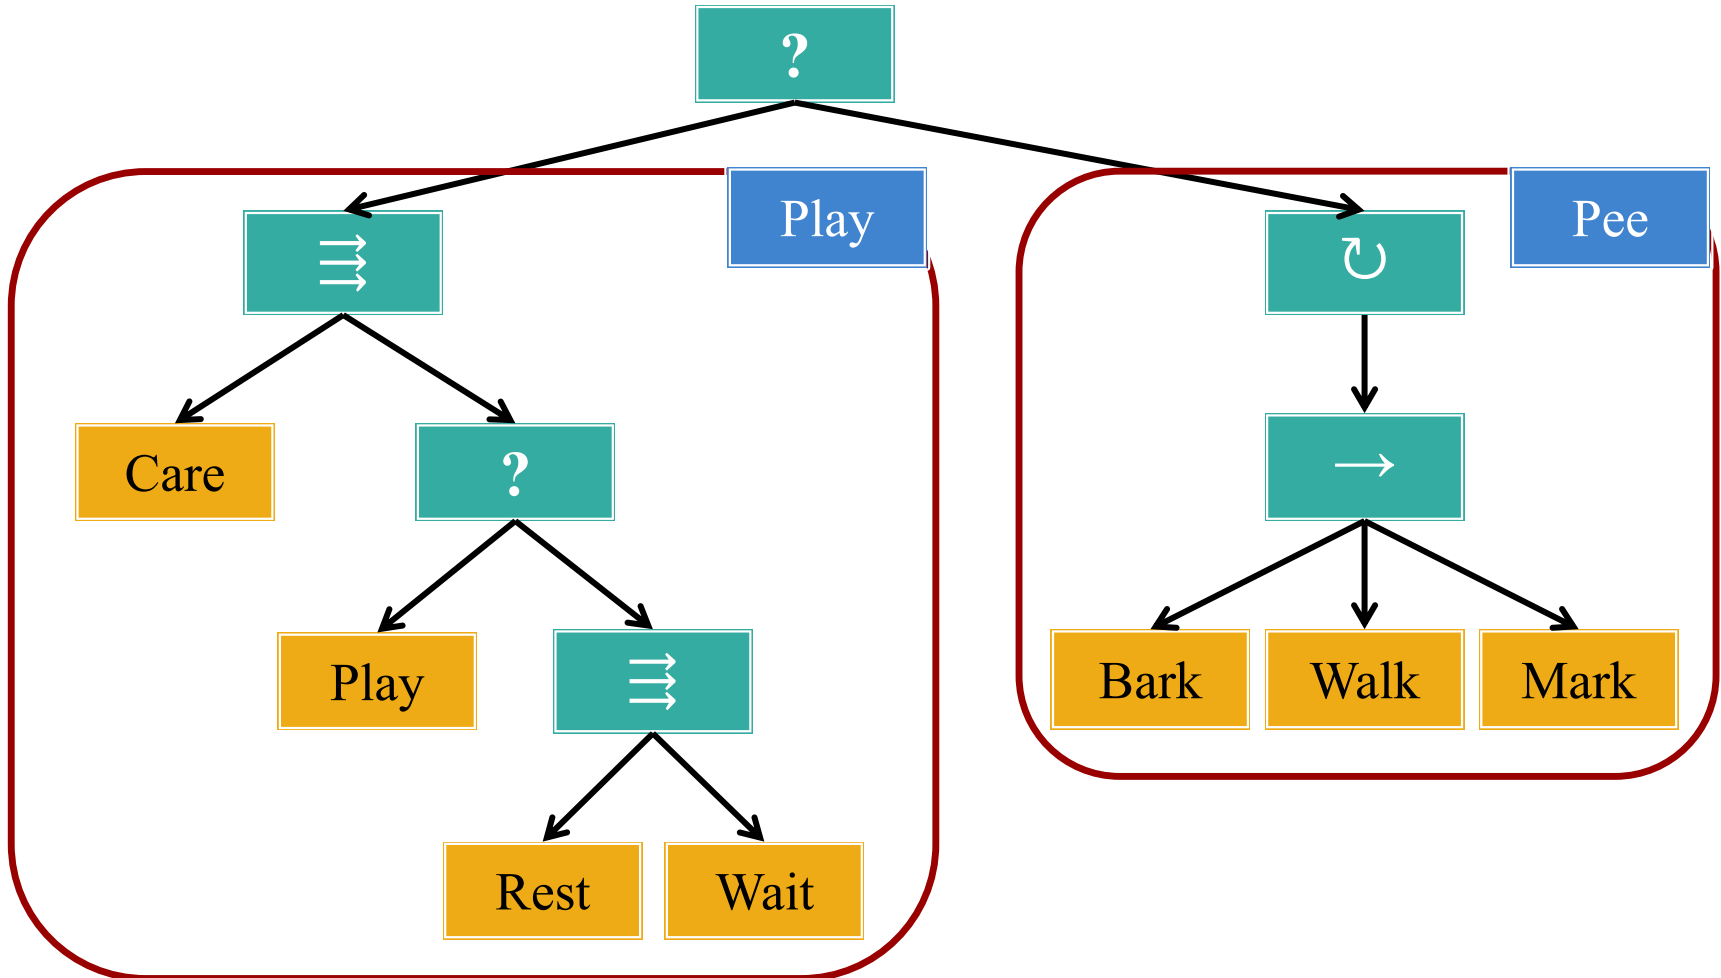 ?
Play
Pee
⇶
↻
Care
?
→
Play
⇶
Bark
Walk
Mark
Rest
Wait